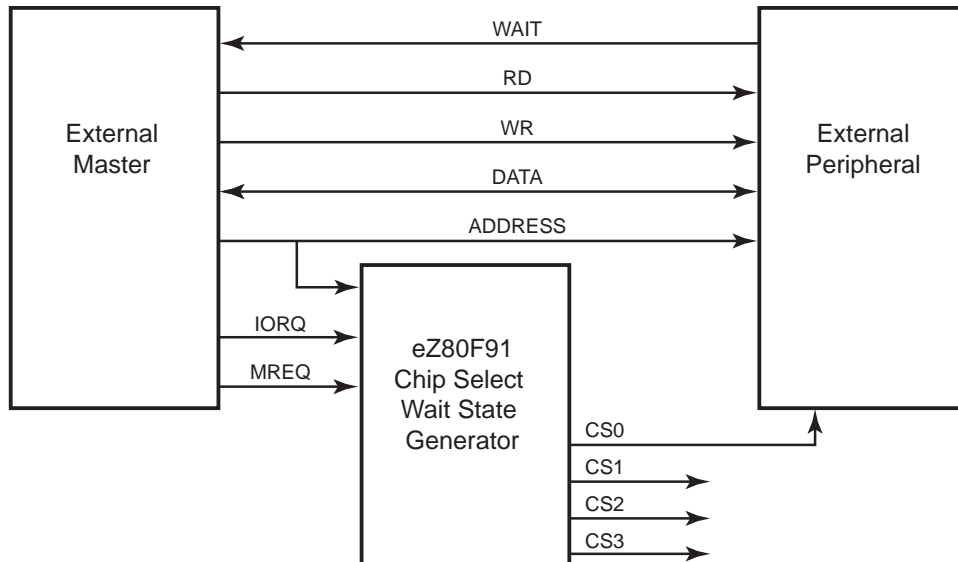 WAIT
RD
External
Master
WR
External
Peripheral
DATA
ADDRESS
IORQ
MREQ
eZ80F91
Chip Select
Wait State
Generator
CS0
CS1
CS2
CS3